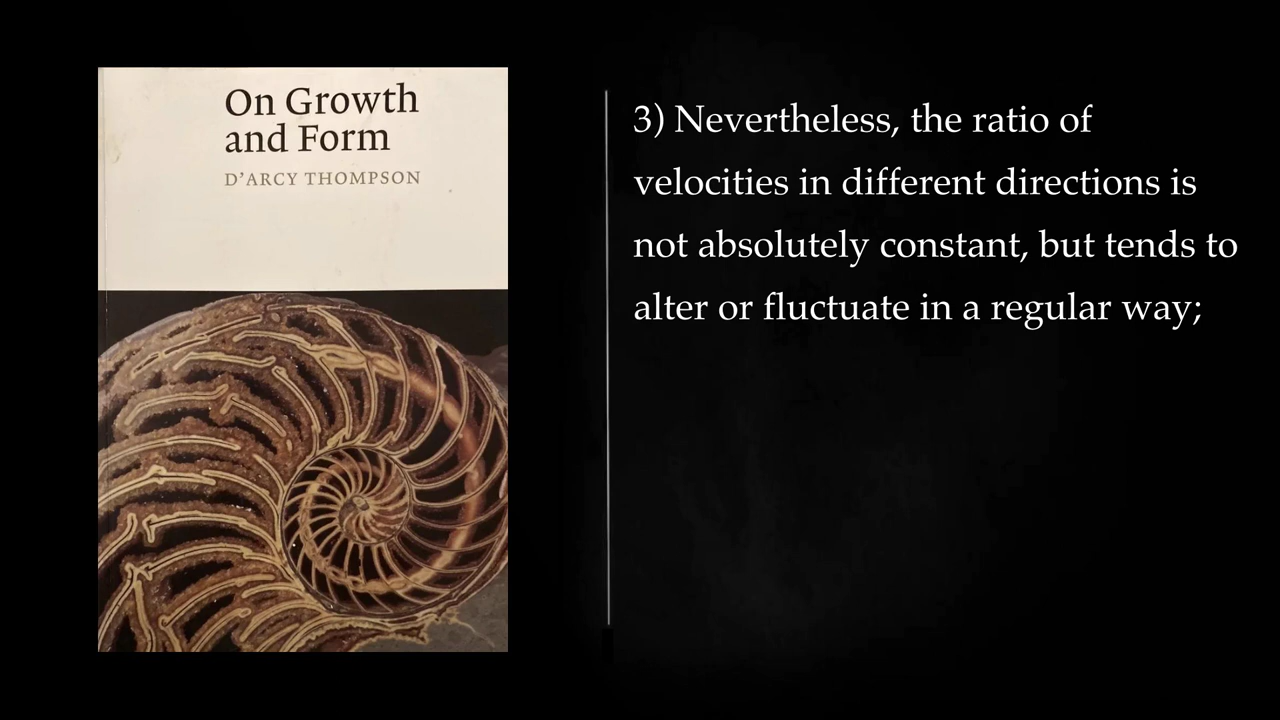 On Growth
and Form
D'ARCY THOMPSON
3) Nevertheless, the ratio of
velocities in different directions is
not absolutely constant, but tends to
alter or fluctuate in a regular way;